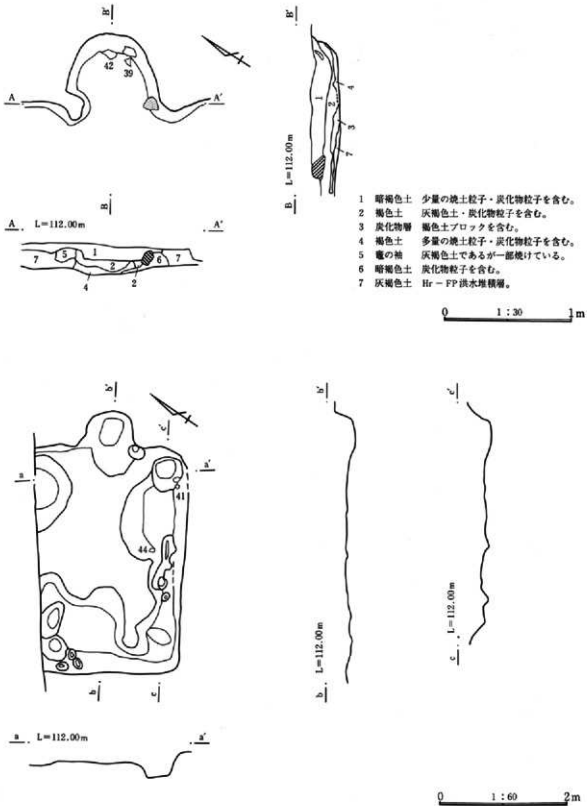 B'
42
39
A
A'
B
A L=112.00m A'
1
7
5
2
6
7
4
2
B'
1
4
2
3
7
B L=112.00m
1 暗褐色土 少量の焼土粒子・炭化物粒子を含む。
2 褐色土 灰褐色土・炭化物粒子を含む。
3 炭化物層 褐色土ブロックを含む。
4 褐色土 多量の焼土粒子・炭化物粒子を含む。
5 竈の袖 灰褐色土であるが一部焼けている。
6 暗褐色土 炭化物粒子を含む。
7 灰褐色土 Hr－FP洪水堆積層。
0 1:30 1m
b'
c'
a
a'
41
44
b
c
b'
b L=112.00m
c'
c L=112.00m
a L=112.00m a'
0 1:60 2m